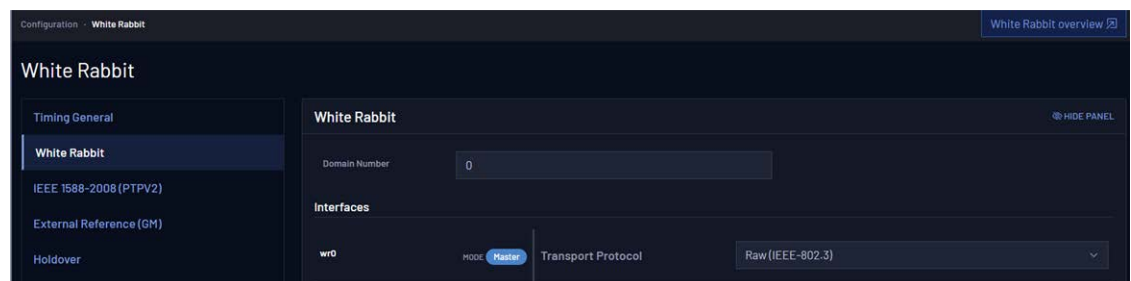 Configuration · White Rabbit
White Rabbit overview
White Rabbit
Timing General
White Rabbit
IEEE 1588-2008 (PTPV2)
External Reference (GM)
Holdover
White Rabbit
HIDE PANEL
Domain Number
0
Interfaces
wr0
MODE Master
Transport Protocol
Raw (IEEE-802.3)